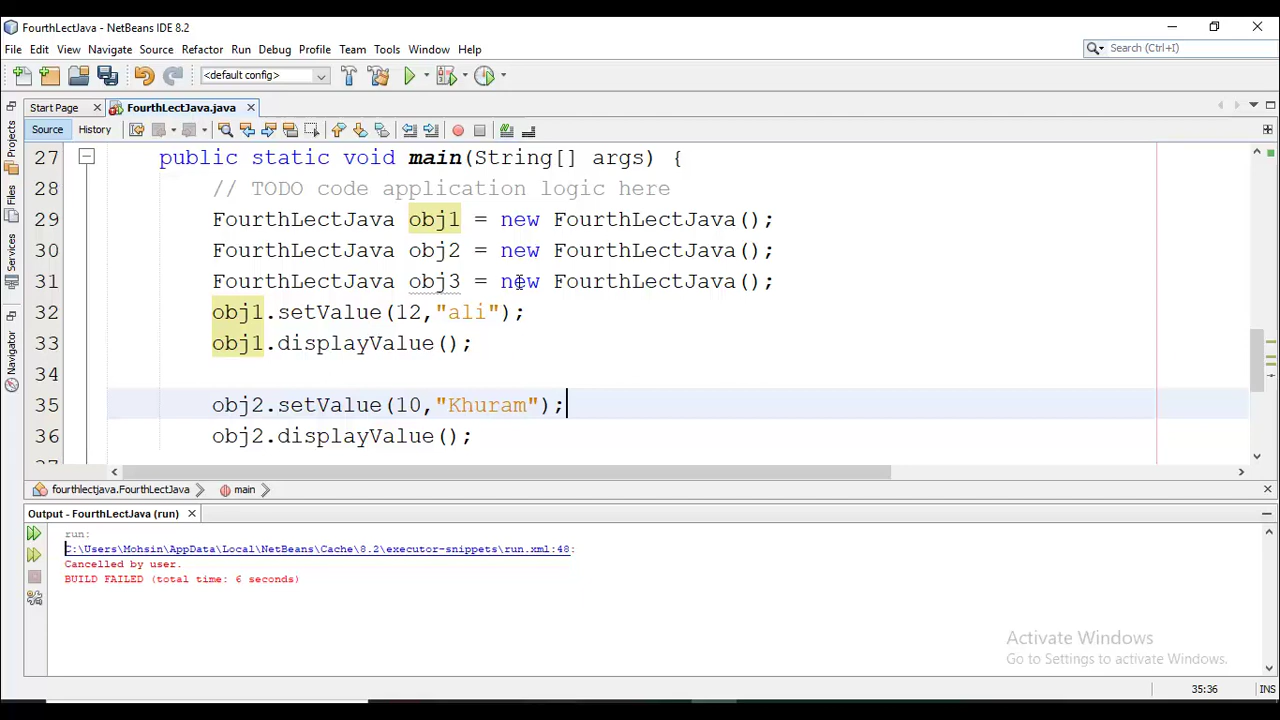 FourthLectJava - NetBeans IDE 8.2
File Edit View Navigate Source Refactor Run Debug Profile Team Tools Window Help
Search (Ctrl+I)
<default config>
Start Page FourthLectJava.java
Source History
Projects
Files
Services
Navigator
27 public static void main(String[] args) {
28 // TODO code application logic here
29 FourthLectJava obj1 = new FourthLectJava();
30 FourthLectJava obj2 = new FourthLectJava();
31 FourthLectJava obj3 = new FourthLectJava();
32 obj1.setValue(12,"ali");
33 obj1.displayValue();
34
35 obj2.setValue(10,"Khuram");
36 obj2.displayValue();
37
fourthlectjava.FourthLectJava main
Output - FourthLectJava (run)
run:
C:\Users\Mohsin\AppData\Local\NetBeans\Cache\8.2\executor-snippets\run.xml:48:
Cancelled by user.
BUILD FAILED (total time: 6 seconds)
Activate Windows
Go to Settings to activate Windows.
35:36 INS